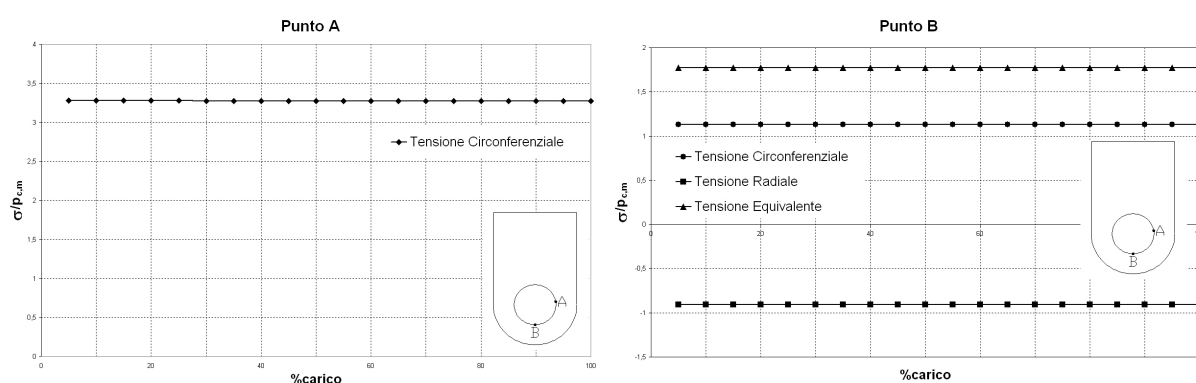 Punto A
σ/pc,m
4
3,5
3
2,5
2
1,5
1
0,5
0
0 20 40 60 80 100
%carico
Tensione Circonferenziale
A
B
Punto B
σ/pc,m
2
1,5
1
0,5
0
-0,5
-1
-1,5
0 20 40 60 80
%carico
Tensione Circonferenziale
Tensione Radiale
Tensione Equivalente
A
B